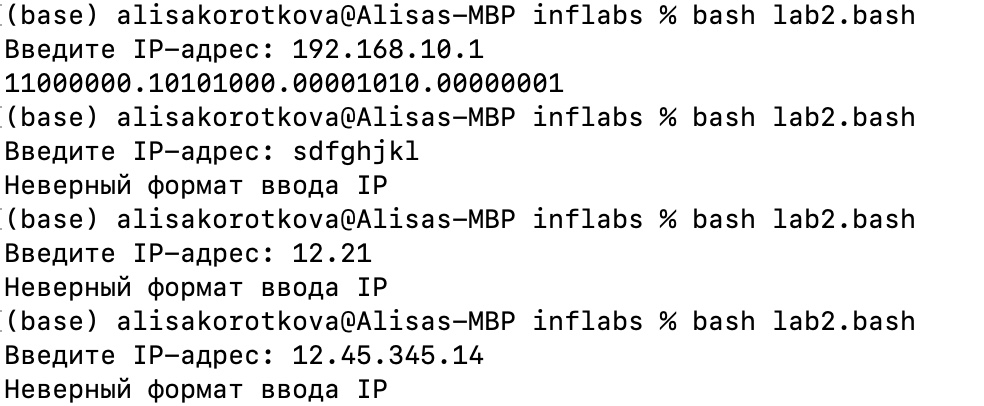 (base) alisakorotkova@Alisas-MBP inflabs % bash lab2.bash
Введите IP-адрес: 192.168.10.1
11000000.10101000.00001010.00000001
(base) alisakorotkova@Alisas-MBP inflabs % bash lab2.bash
Введите IP-адрес: sdfghjkl
Неверный формат ввода IP
(base) alisakorotkova@Alisas-MBP inflabs % bash lab2.bash
Введите IP-адрес: 12.21
Неверный формат ввода IP
(base) alisakorotkova@Alisas-MBP inflabs % bash lab2.bash
Введите IP-адрес: 12.45.345.14
Неверный формат ввода IP